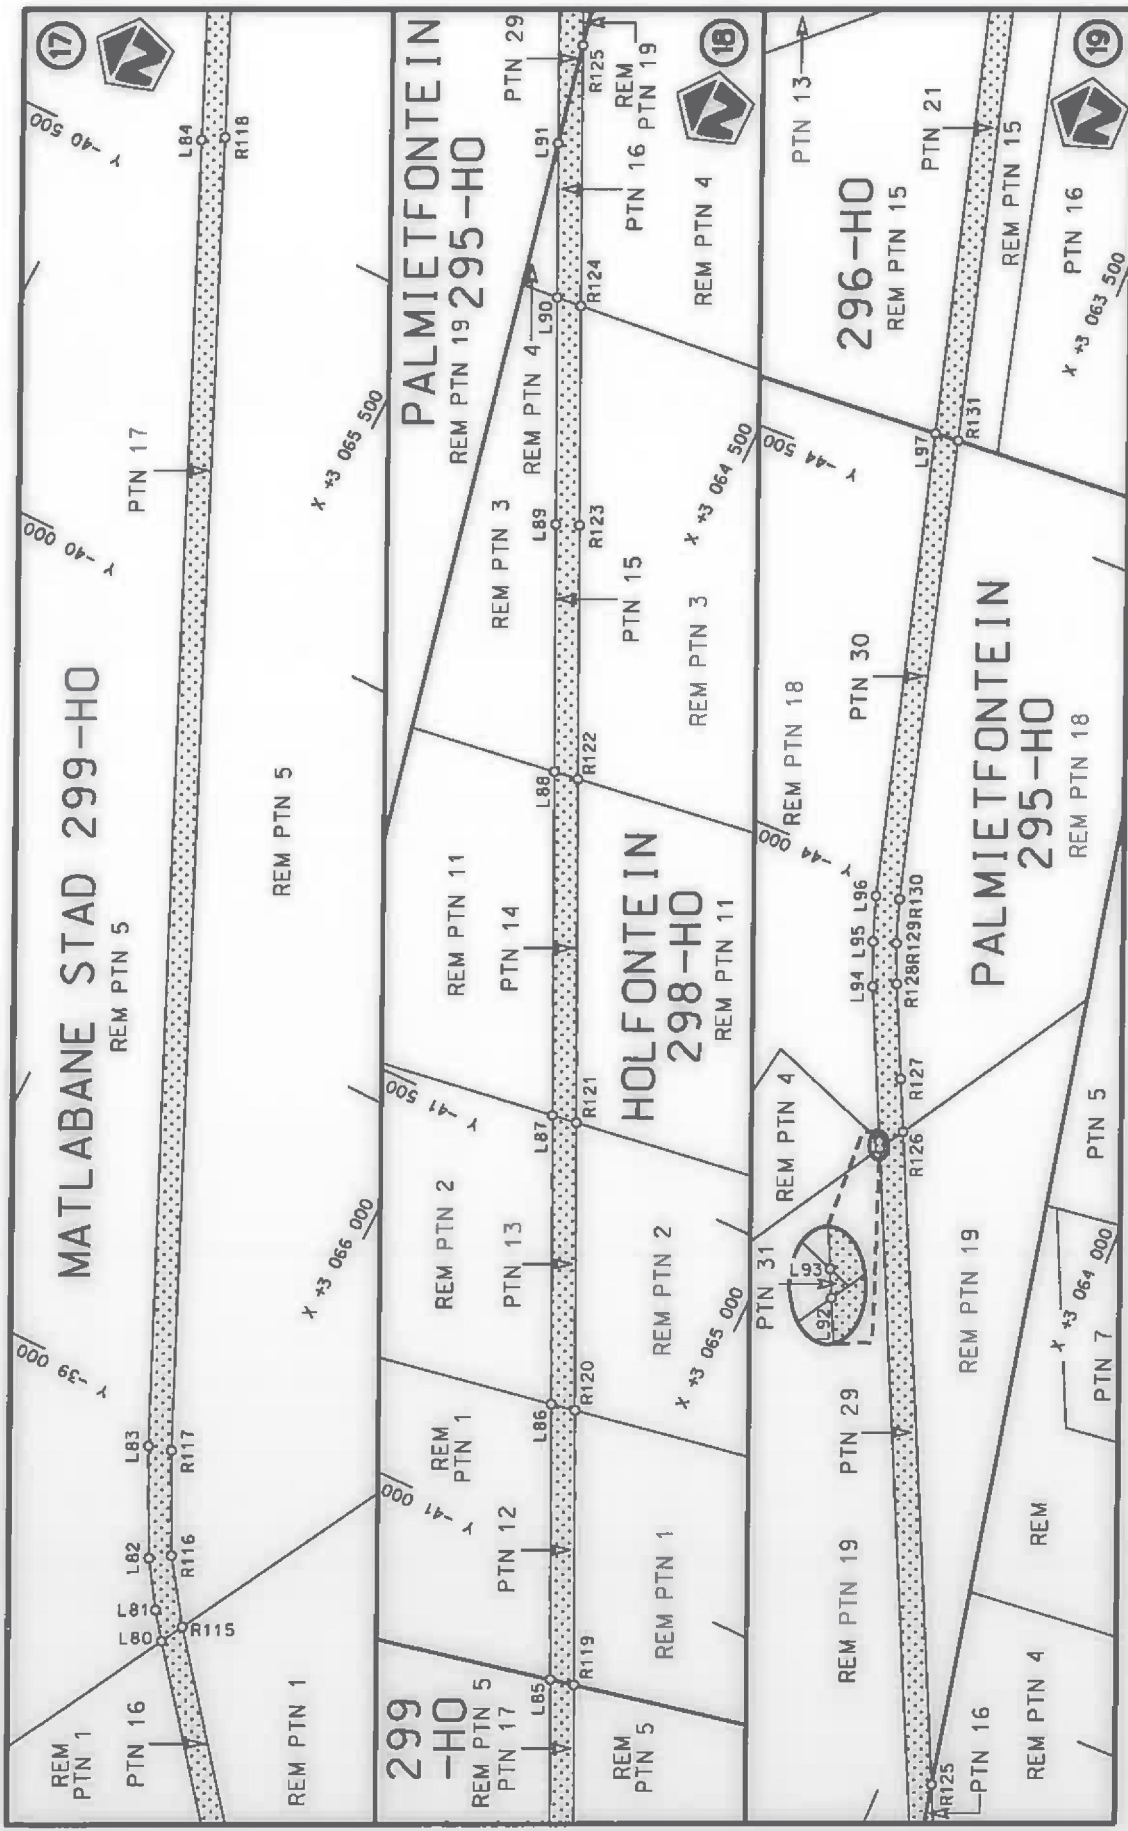 17
REM
PTN 1
PTN 16
REM PTN 1
L80
L81
R115
L82
R116
L83
R117
Y -39 000
MATLABANE STAD 299-HO
REM PTN 5
REM PTN 5
X +3 066 000
Y -40 000
PTN 17
X +3 065 500
Y -40 500
L84
R118
N
18
299
-HO
REM PTN 5
PTN 17
REM
PTN 5
L85
R119
PTN 12
REM
PTN 1
REM PTN 1
Y -41 000
L86
R120
X +3 065 000
REM PTN 2
PTN 13
REM PTN 2
L87
R121
Y -41 500
REM PTN 11
PTN 14
HOLFONTEIN
298-HO
REM PTN 11
L88
R122
REM PTN 3
PTN 15
REM PTN 3
L89
R123
X +3 064 500
REM PTN 4
L90
R124
PALMIETFONTEIN
295-HO
REM PTN 19
PTN 16
REM PTN 4
L91
PTN 29
R125
REM
PTN 19
N
19
R125
PTN 16
REM PTN 4
REM PTN 19
PTN 29
REM
PTN 7
X +3 064 000
PTN 5
REM PTN 19
PTN 31
L92
L93
REM PTN 4
R126
R127
L94
L95
L96
R128
R129
R130
Y -44 000
REM PTN 18
PTN 30
PALMIETFONTEIN
295-HO
REM PTN 18
Y -44 500
L97
R131
296-HO
REM PTN 15
PTN 13
PTN 21
REM PTN 15
PTN 16
X +3 063 500
N